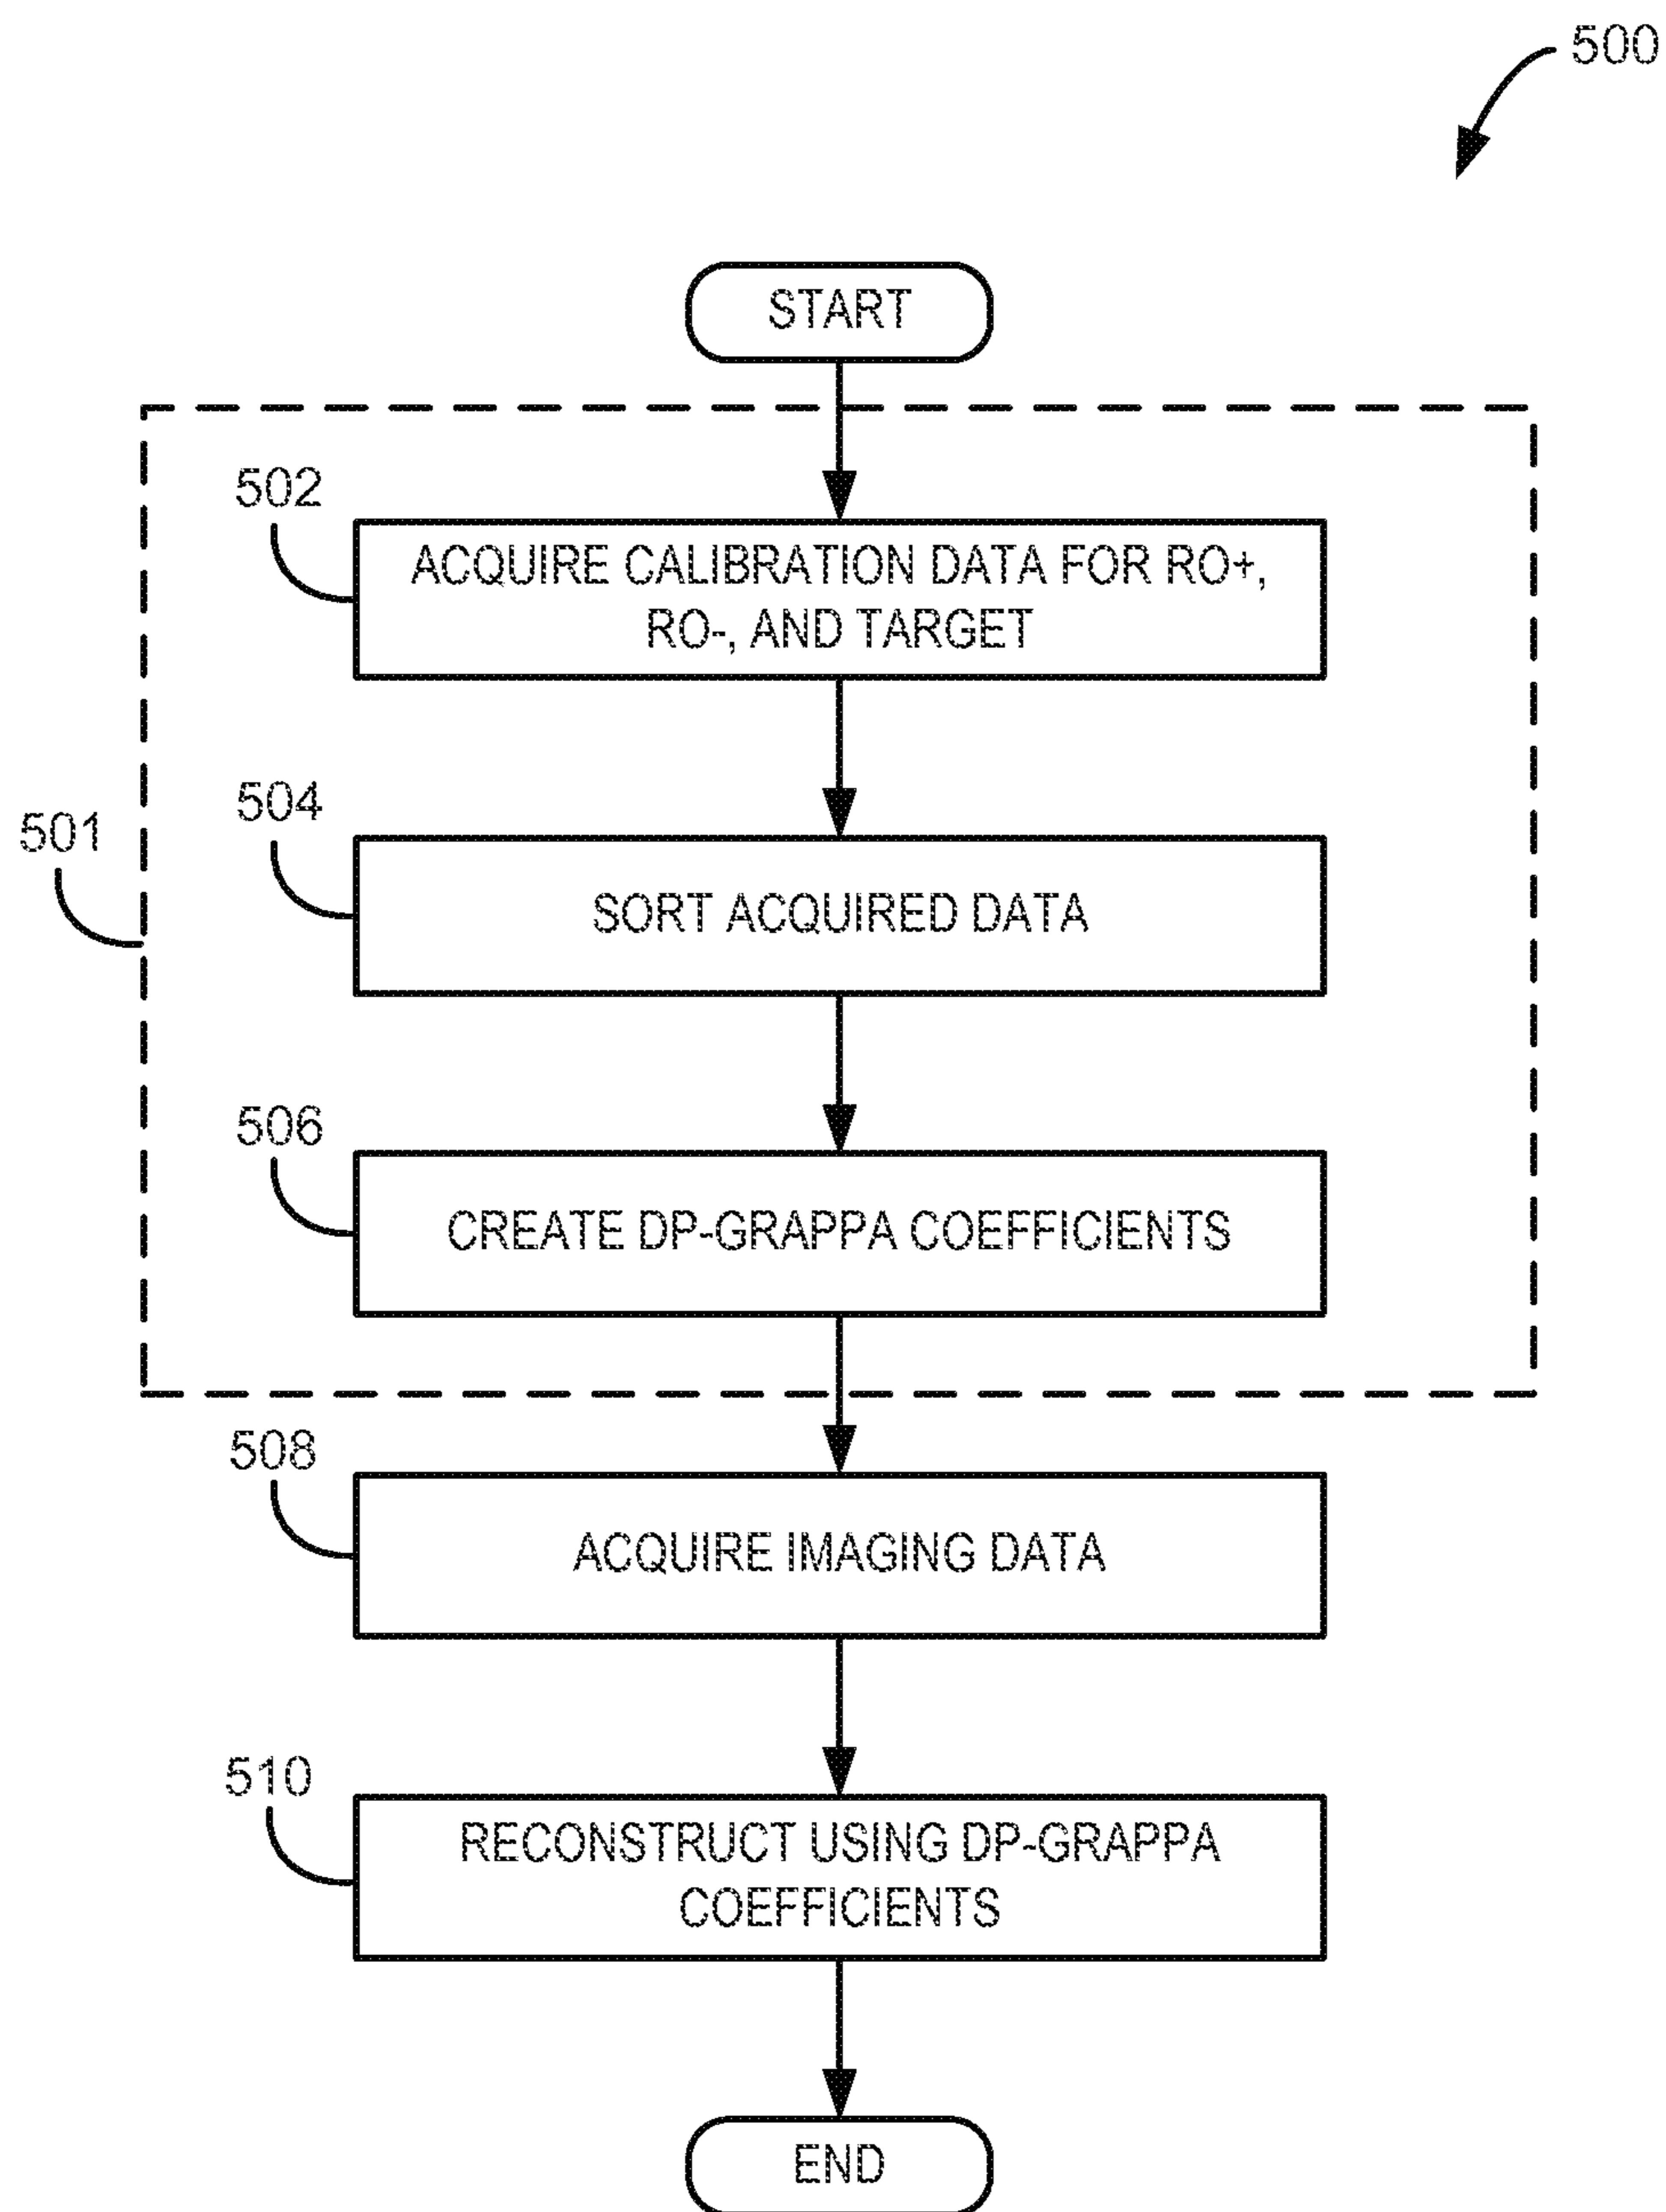 500
START
502
ACQUIRE CALIBRATION DATA FOR RO+,
RO-, AND TARGET
504
501
SORT ACQUIRED DATA
506
CREATE DP-GRAPPA COEFFICIENTS
508
ACQUIRE IMAGING DATA
510
RECONSTRUCT USING DP-GRAPPA
COEFFICIENTS
END